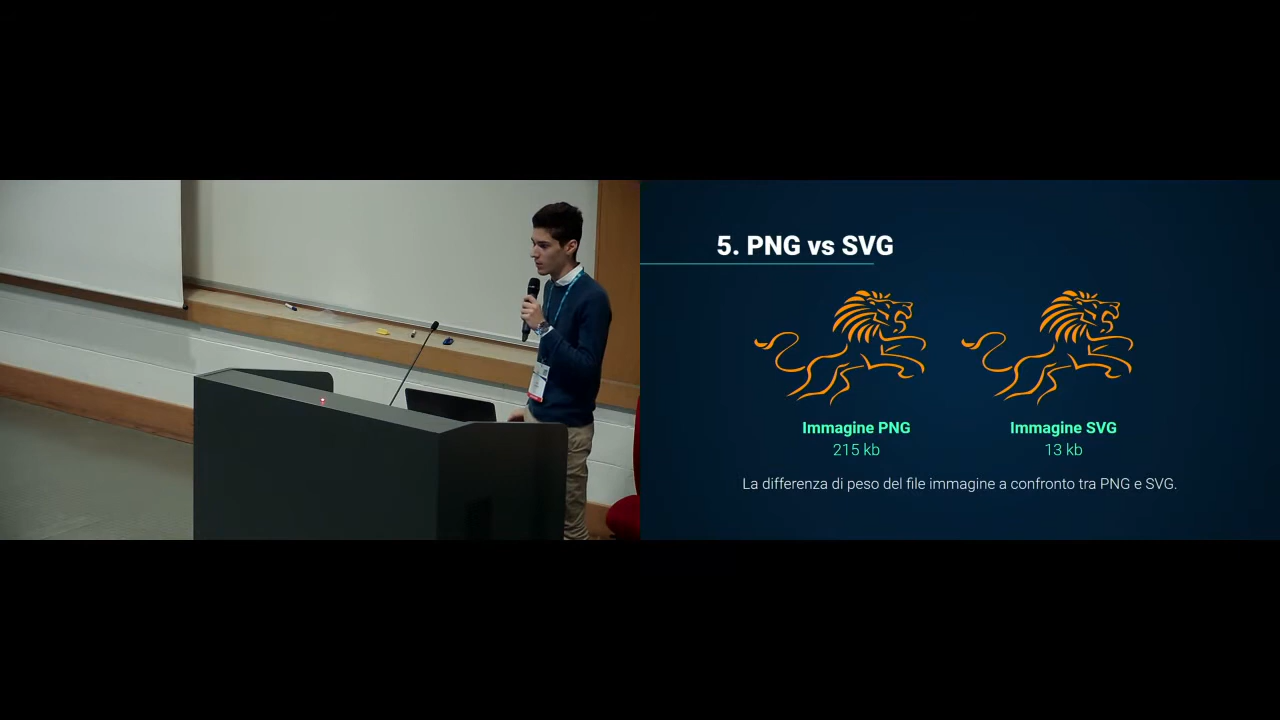 5. PNG vs SVG
Immagine PNG
215 kb
Immagine SVG
13 kb
La differenza di peso del file immagine a confronto tra PNG e SVG.